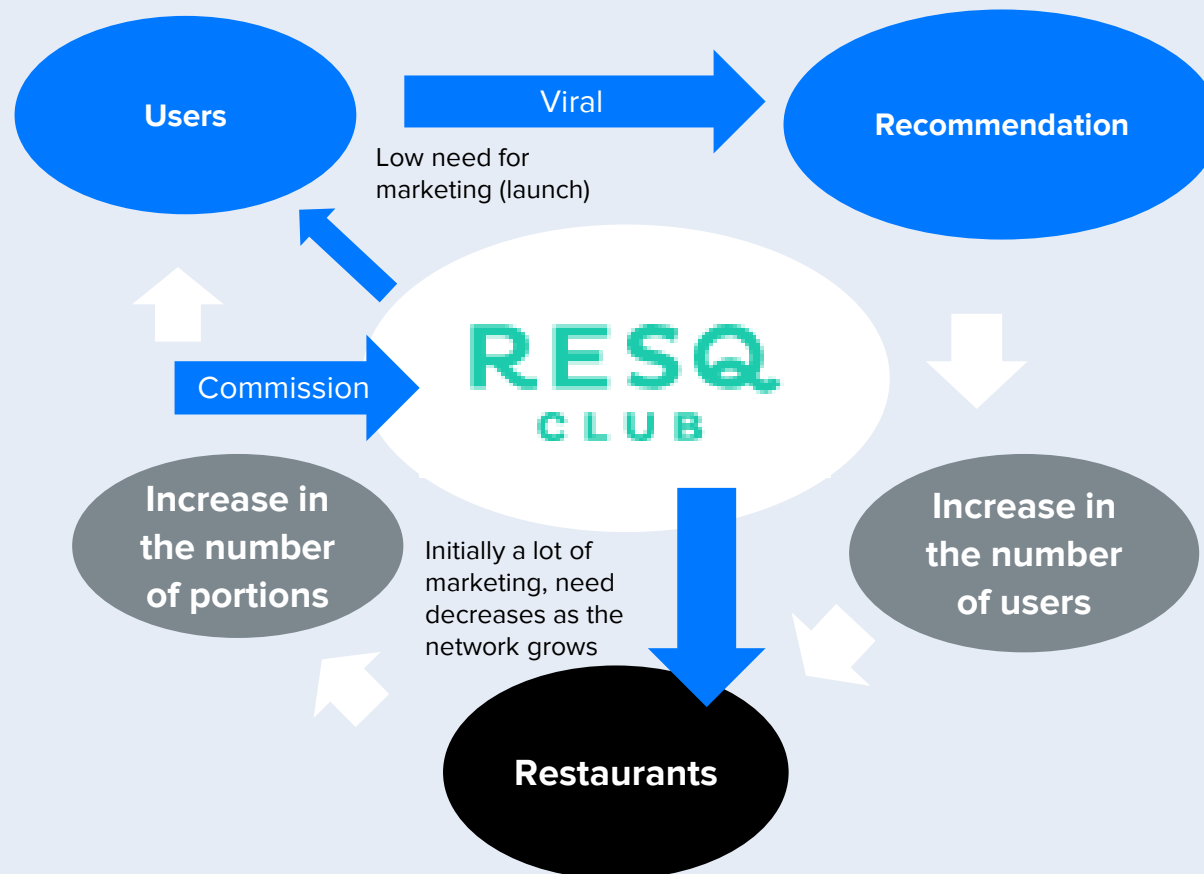 Users
Viral
Recommendation
Low need for
marketing (launch)
RESQ
CLUB
Commission
Increase in
the number
of portions
Initially a lot of
marketing, need
decreases as the
network grows
Increase in
the number
of users
Restaurants